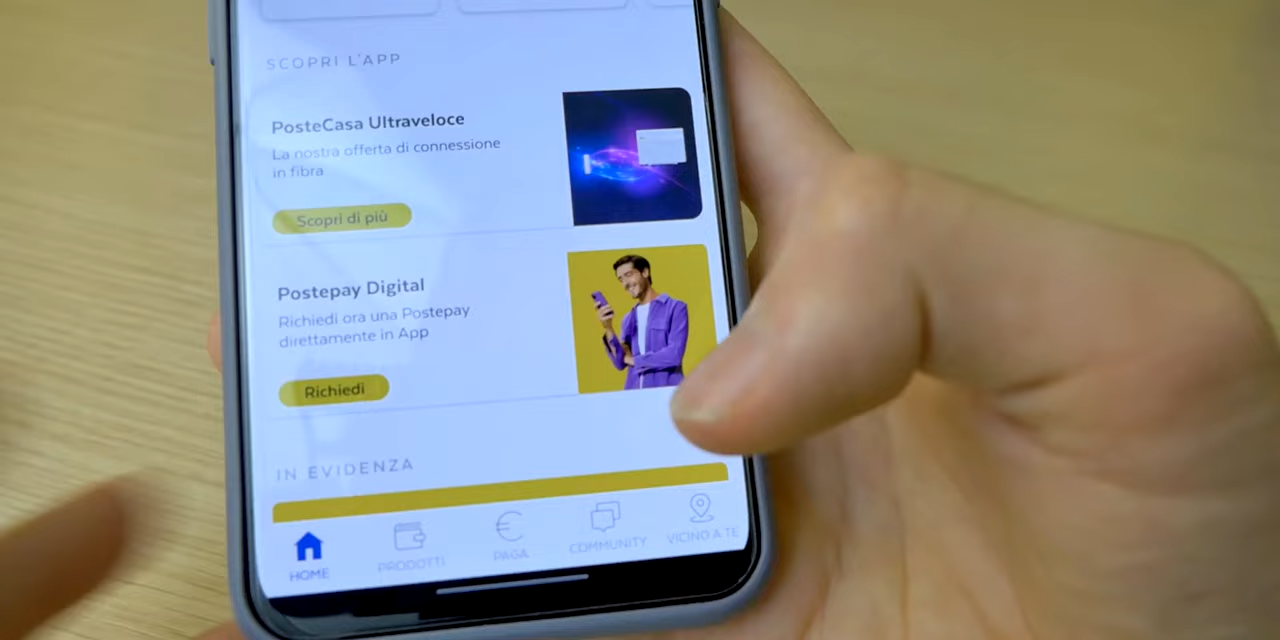 SCOPRI L'APP
PosteCasa Ultraveloce
La nostra offerta di connessione
in fibra
Scopri di più
Postepay Digital
Richiedi ora una Postepay
direttamente in App
Richiedi
IN EVIDENZA
HOME
PRODOTTI
PAGA
COMMUNITY
VICINO A TE